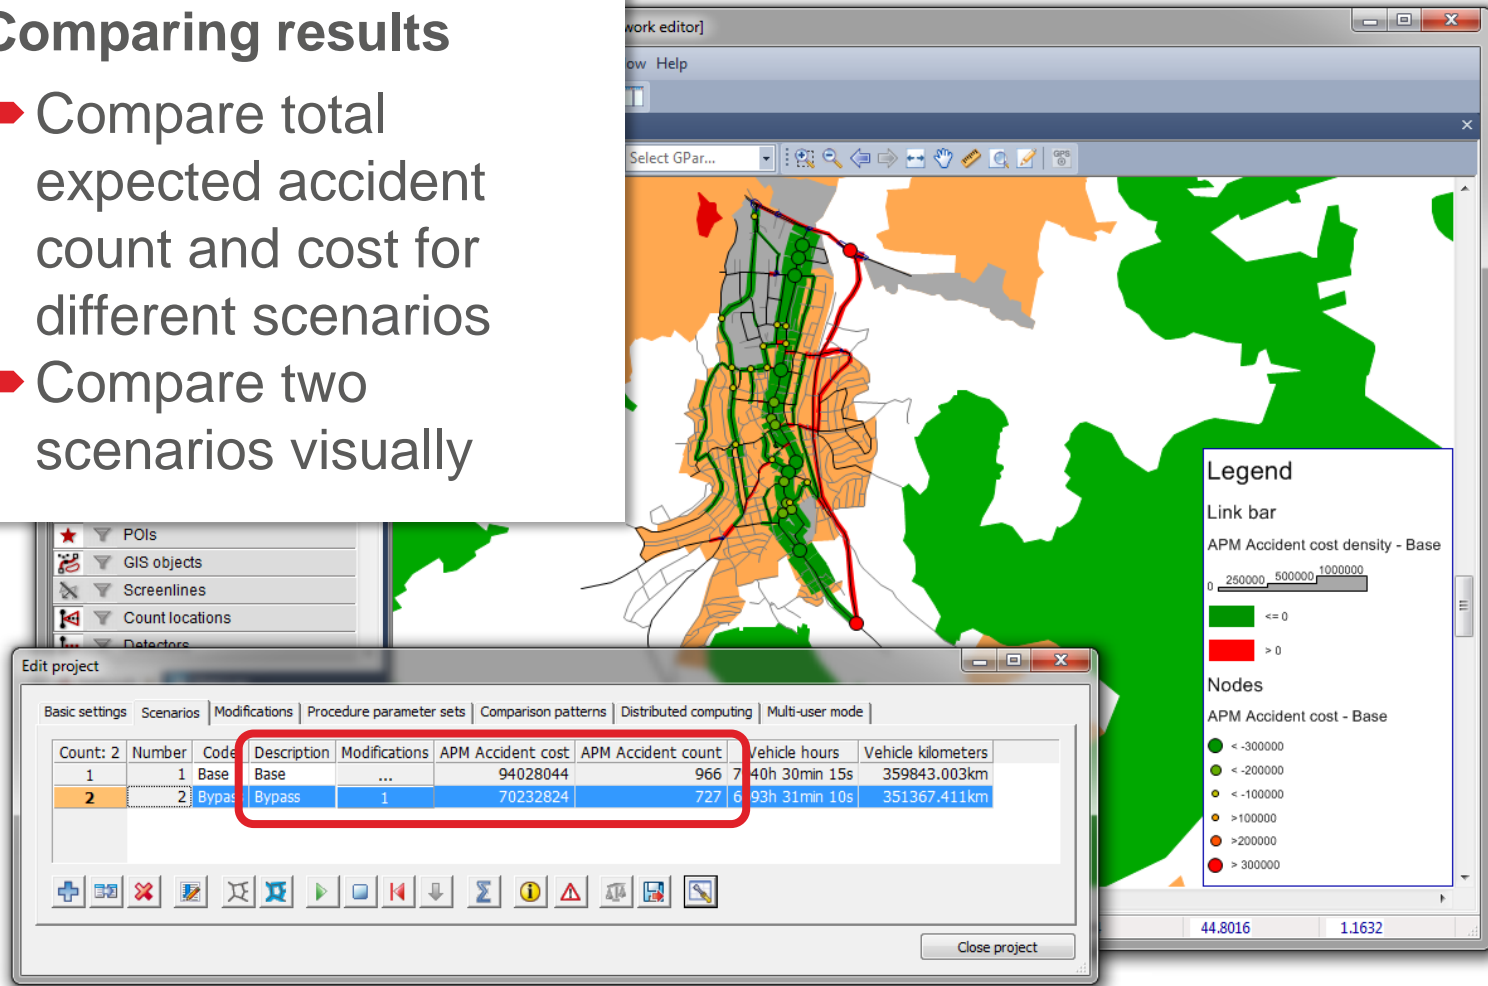 Comparing results
Compare total
expected accident
count and cost for
different scenarios
Compare two
scenarios visually
work editor]
ow Help
Select GPar...
GPS
POIs
GIS objects
Screenlines
Count locations
Detectors
Legend
Link bar
APM Accident cost density - Base
0 250000 500000 1000000
<= 0
> 0
Nodes
APM Accident cost - Base
< -300000
< -200000
< -100000
>100000
>200000
> 300000
44.8016 1.1632
Edit project
Basic settings Scenarios Modifications Procedure parameter sets Comparison patterns Distributed computing Multi-user mode
Count: 2 Number Code Description Modifications APM Accident cost APM Accident count Vehicle hours Vehicle kilometers
1 1 Base Base ... 94028044 966 40h 30min 15s 359843.003km
2 2 Bypass Bypass 1 70232824 727 93h 31min 10s 351367.411km
Close project